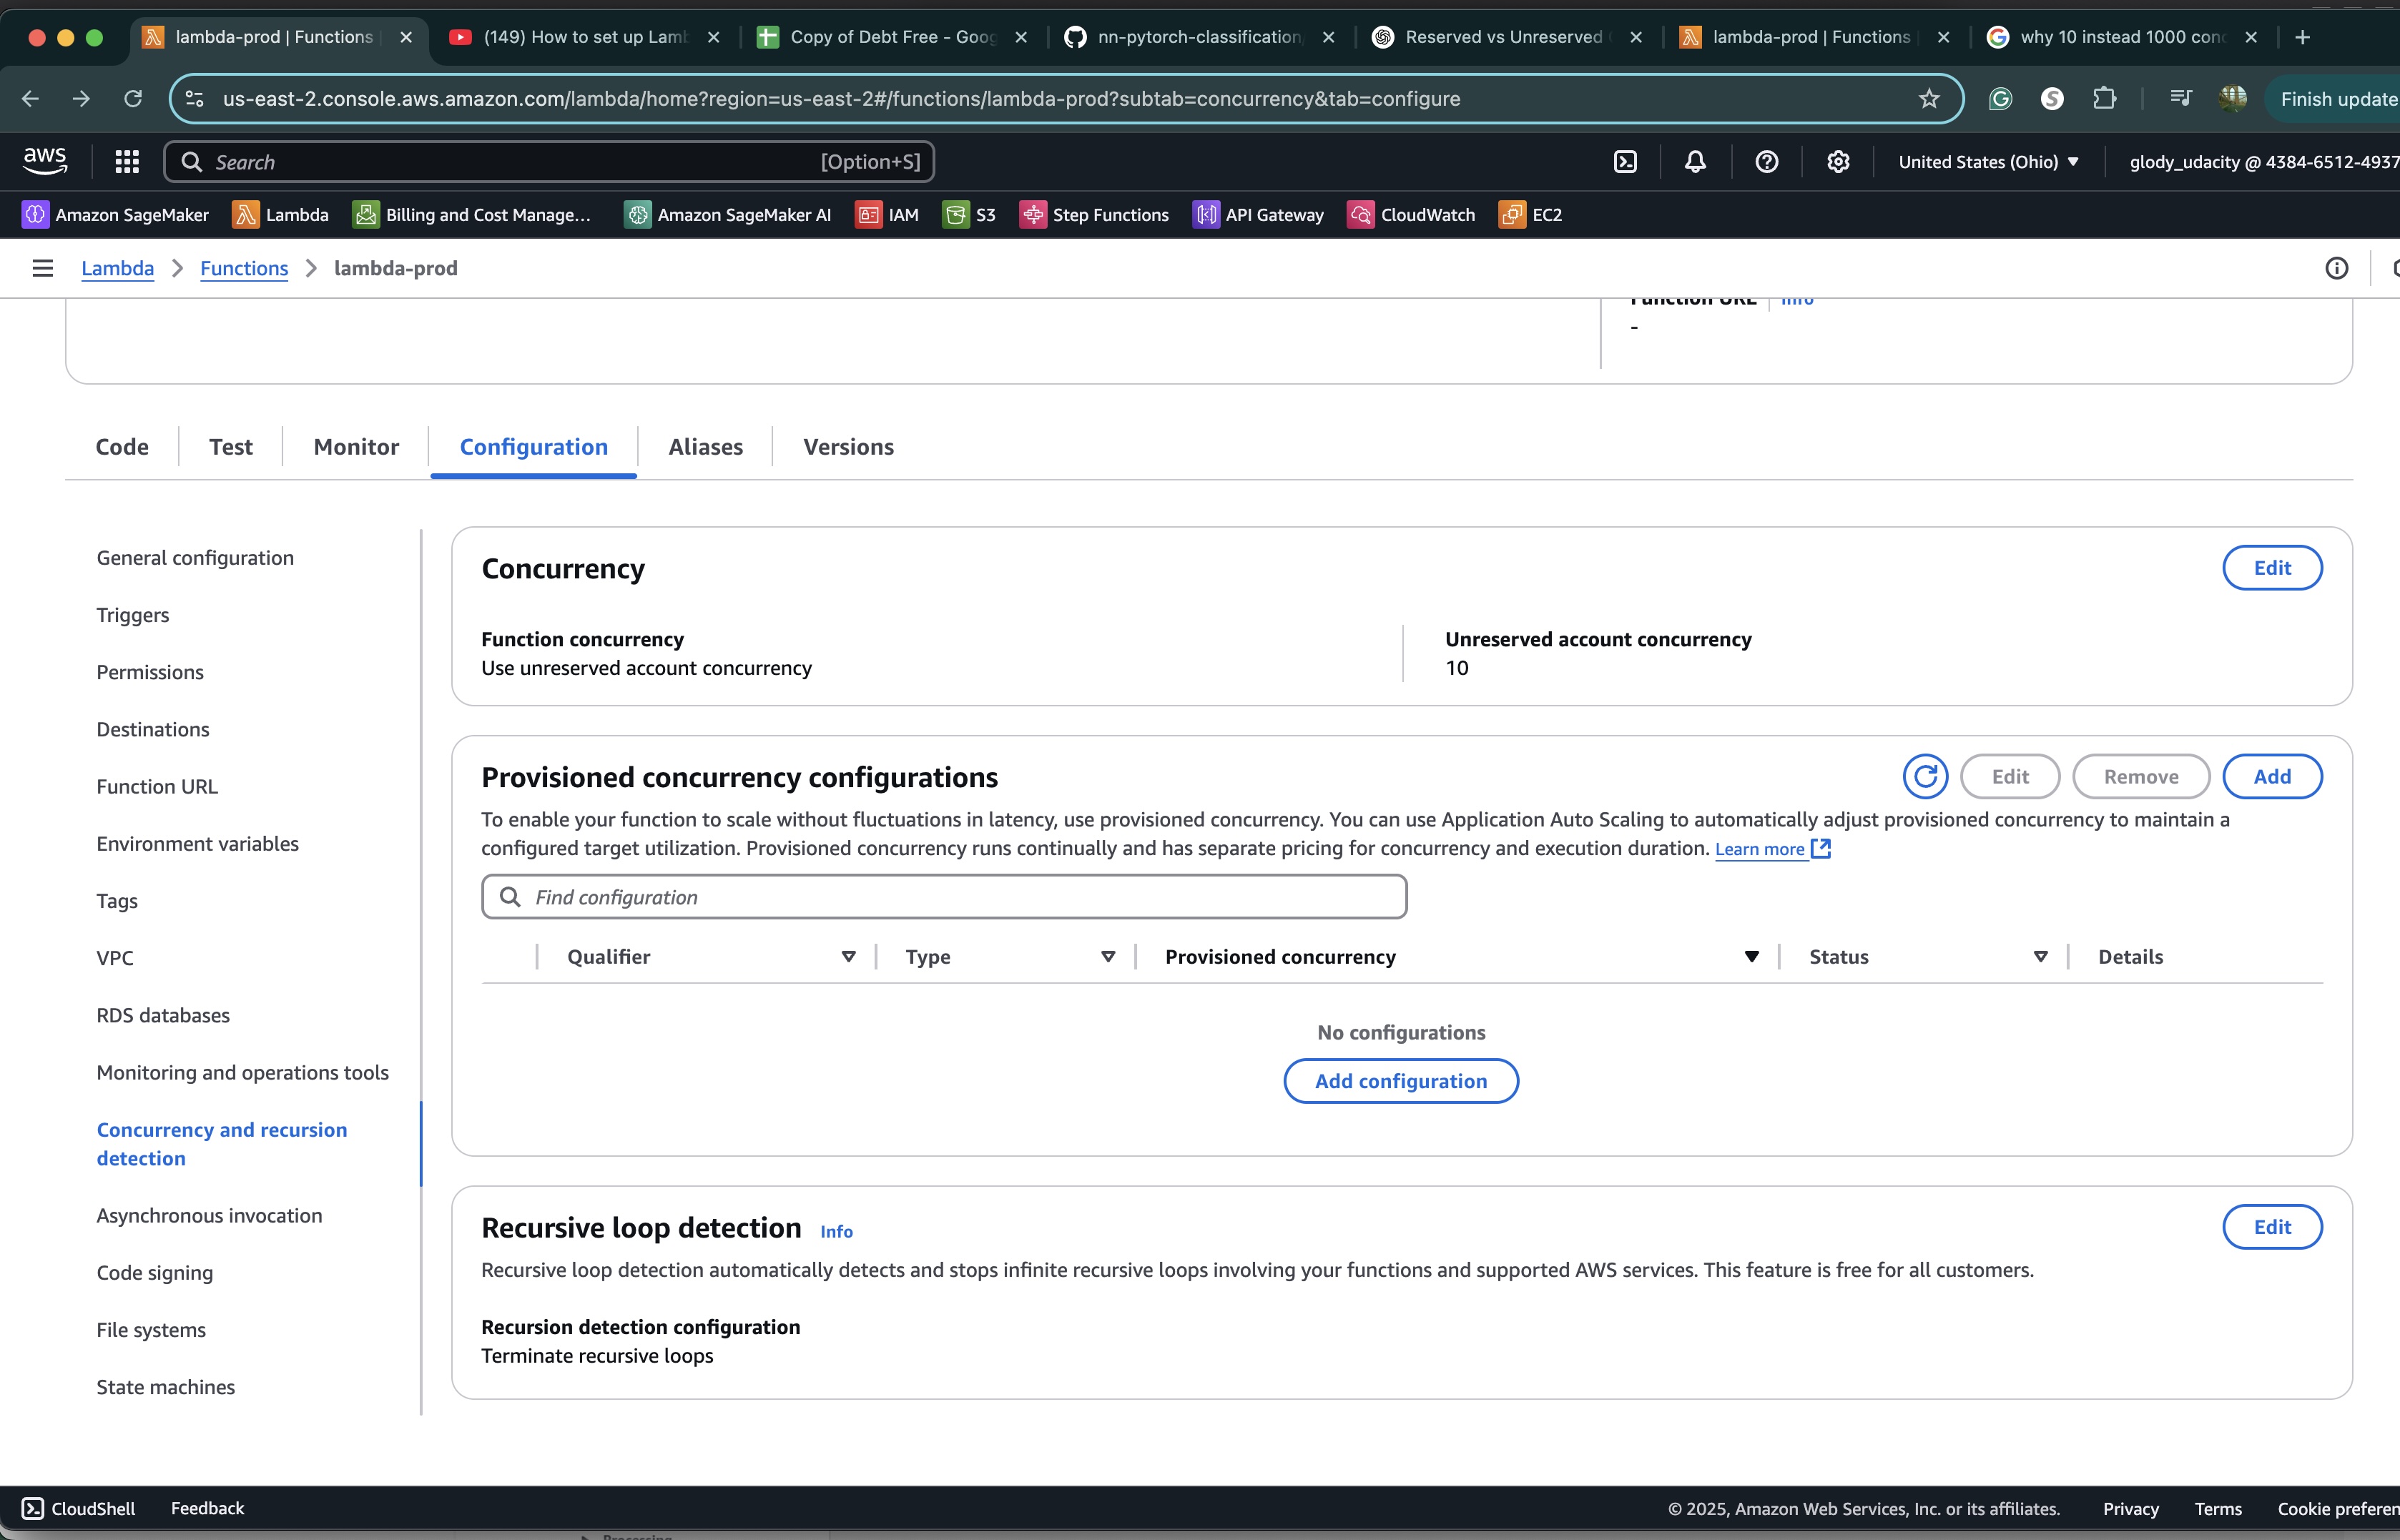 lambda-prod | Functions
(149) How to set up Lamb
Copy of Debt Free - Goog
nn-pytorch-classification
Reserved vs Unreserved
lambda-prod | Functions
why 10 instead 1000 con
us-east-2.console.aws.amazon.com/lambda/home?region=us-east-2#/functions/lambda-prod?subtab=concurrency&tab=configure
Finish update
aws
Search
[Option+S]
United States (Ohio)
glody_udacity @ 4384-6512-4937
Amazon SageMaker
Lambda
Billing and Cost Manage...
Amazon SageMaker AI
IAM
S3
Step Functions
API Gateway
CloudWatch
EC2
Lambda > Functions > lambda-prod
Function URL | Info
-
Code
Test
Monitor
Configuration
Aliases
Versions
General configuration
Triggers
Permissions
Destinations
Function URL
Environment variables
Tags
VPC
RDS databases
Monitoring and operations tools
Concurrency and recursion
detection
Asynchronous invocation
Code signing
File systems
State machines
Concurrency
Edit
Function concurrency
Use unreserved account concurrency
Unreserved account concurrency
10
Provisioned concurrency configurations
Edit
Remove
Add
To enable your function to scale without fluctuations in latency, use provisioned concurrency. You can use Application Auto Scaling to automatically adjust provisioned concurrency to maintain a
configured target utilization. Provisioned concurrency runs continually and has separate pricing for concurrency and execution duration. Learn more
Find configuration
Qualifier
Type
Provisioned concurrency
Status
Details
No configurations
Add configuration
Recursive loop detection Info
Edit
Recursive loop detection automatically detects and stops infinite recursive loops involving your functions and supported AWS services. This feature is free for all customers.
Recursion detection configuration
Terminate recursive loops
CloudShell
Feedback
© 2025, Amazon Web Services, Inc. or its affiliates.
Privacy
Terms
Cookie preferen